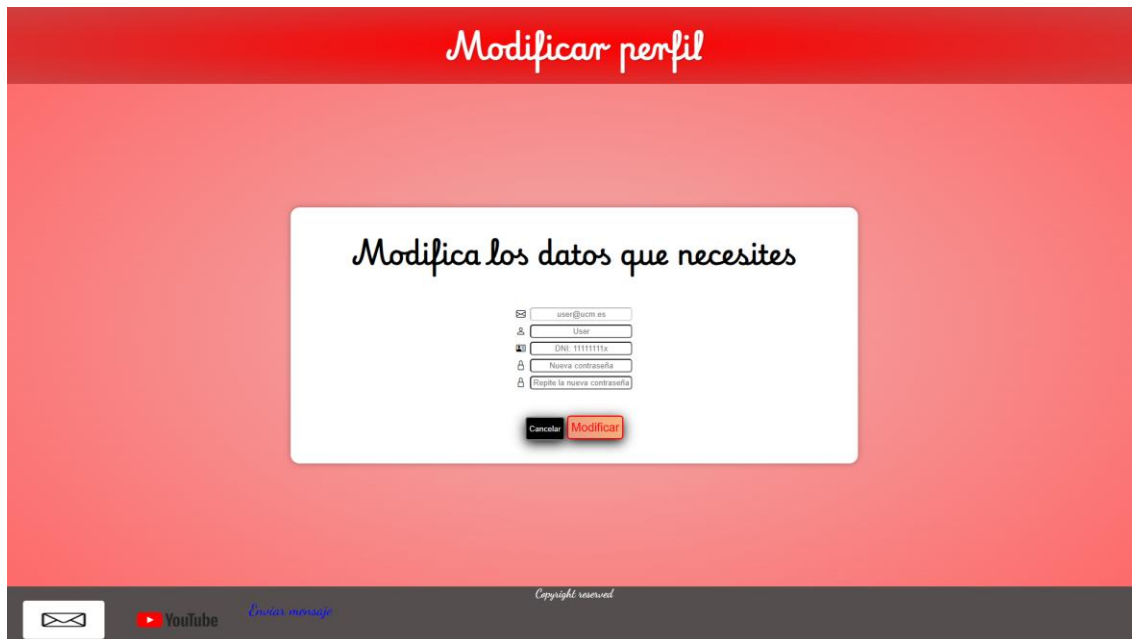 Modificar perfil
Modifica los datos que necesites
user@ucm.es
User
DNI: 11111111x
Nueva contraseña
Repite la nueva contraseña
Cancelar Modificar
Copyright reserved
YouTube
Enviar mensaje